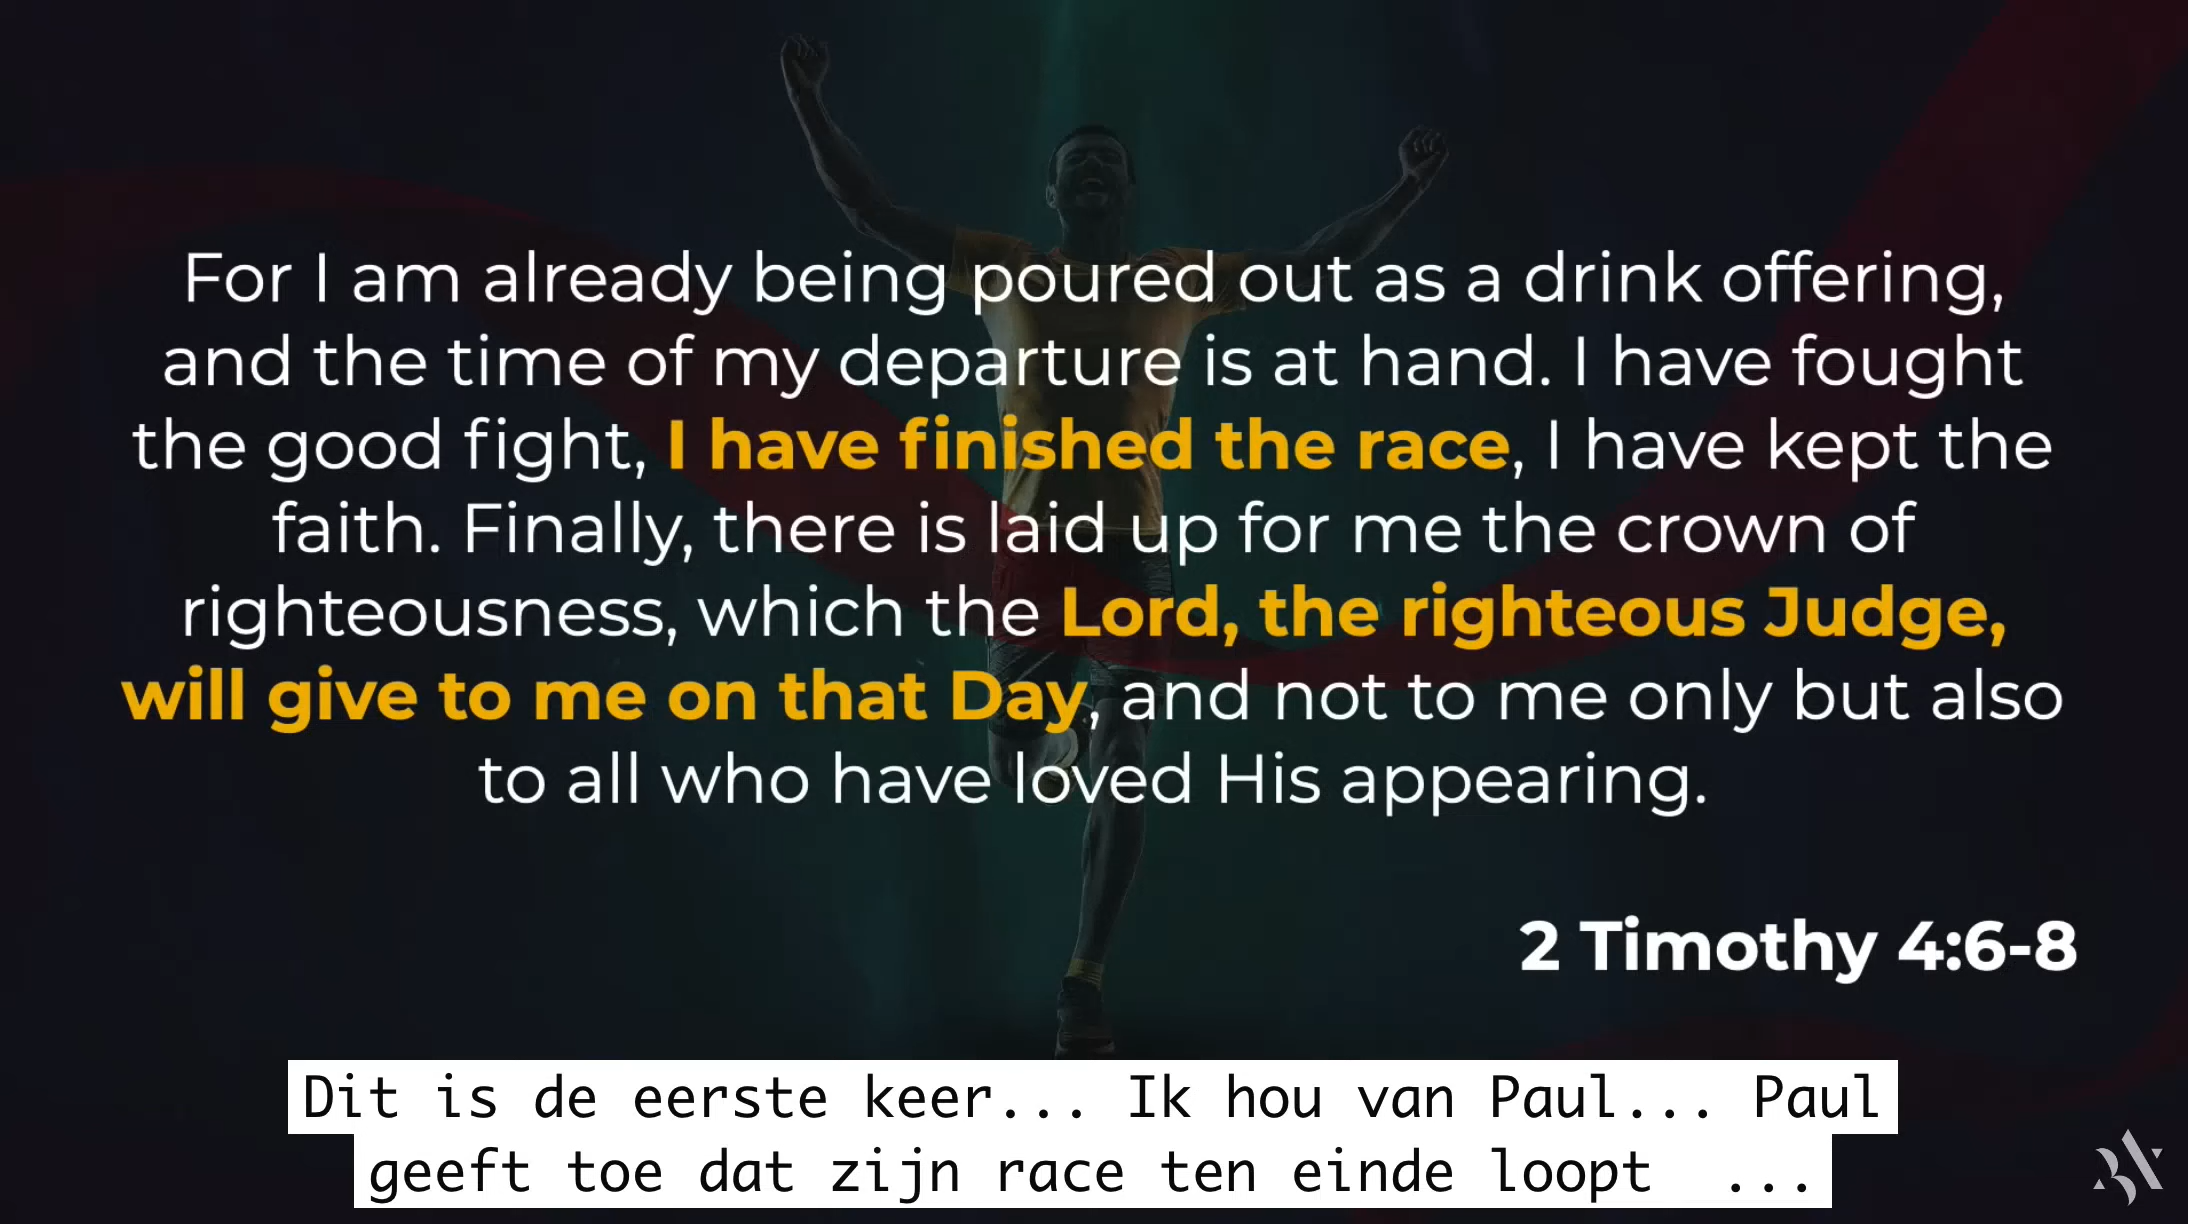 For I am already being poured out as a drink offering,
and the time of my departure is at hand. I have fought
the good fight, I have finished the race, I have kept the
faith. Finally, there is laid up for me the crown of
righteousness, which the Lord, the righteous Judge,
will give to me on that Day, and not to me only but also
to all who have loved His appearing.
2 Timothy 4:6-8
Dit is de eerste keer... Ik hou van Paul... Paul
geeft toe dat zijn race ten einde loopt ...